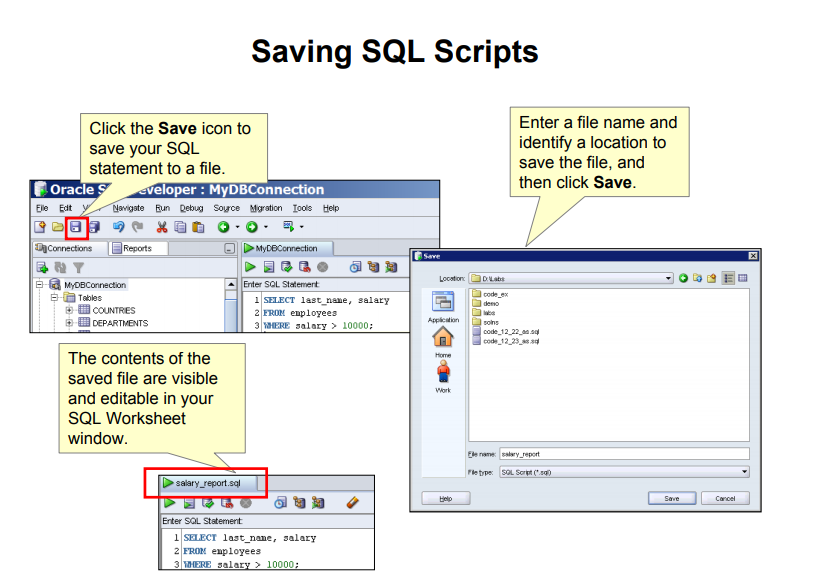 Saving SQL Scripts
Click the Save icon to
save your SQL
statement to a file.
Enter a file name and
identify a location to
save the file, and
then click Save.
Oracle S veloper : MyDBConnection
File Edit V Navigate Run Debug Source Migration Tools Help
Connections Reports MyDBConnection
MyDBConnection
Tables
COUNTRIES
DEPARTMENTS
Enter SQL Statement:
1 SELECT last_name, salary
2 FROM employees
3 WHERE salary > 10000;
Save
Location: D:\Labs
code_ex
demo
labs
solns
code_12_22_as.sql
code_12_23_as.sql
Application
Home
Work
File name: salary_report
File type: SQL Script (*.sql)
Help Save Cancel
The contents of the
saved file are visible
and editable in your
SQL Worksheet
window.
salary_report.sql
Enter SQL Statement:
1 SELECT last_name, salary
2 FROM employees
3 WHERE salary > 10000;